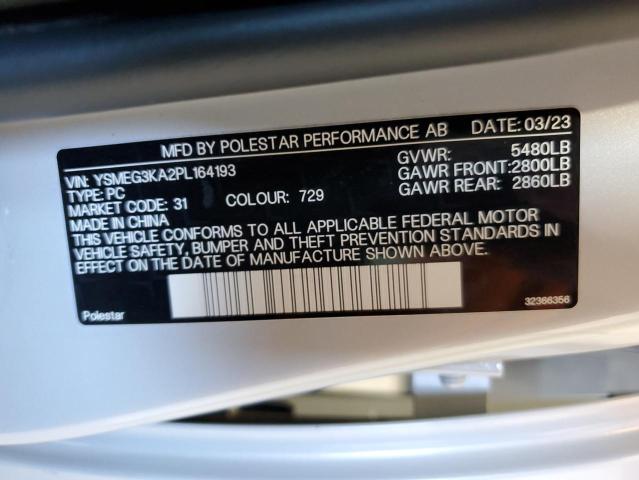 MFD BY POLESTAR PERFORMANCE AB DATE: 03/23
VIN: YSMEG3KA2PL164193 GVWR: 5480LB
TYPE: PC GAWR FRONT: 2800LB
MARKET CODE: 31 COLOUR: 729 GAWR REAR: 2860LB
MADE IN CHINA
THIS VEHICLE CONFORMS TO ALL APPLICABLE FEDERAL MOTOR
VEHICLE SAFETY, BUMPER AND THEFT PREVENTION STANDARDS IN
EFFECT ON THE DATE OF MANUFACTURE SHOWN ABOVE.
Polestar 32366356